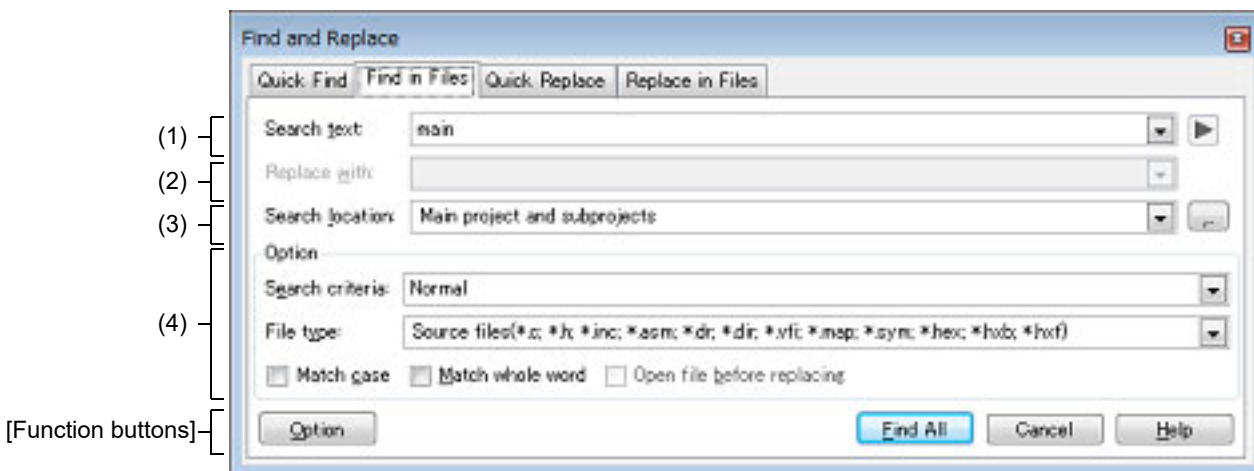 Find and Replace
Quick Find Find in Files Quick Replace Replace in Files
(1) Search text: main
(2) Replace with:
(3) Search location: Main project and subprojects
Option
Search criteria: Normal
(4) File type: Source files(*.c; *.h; *.inc; *.asm; *.dr; *.dir; *.vfi; *.map; *.sym; *.hex; *.hxb; *.hxf)
Match case Match whole word Open file before replacing
[Function buttons] Option Find All Cancel Help